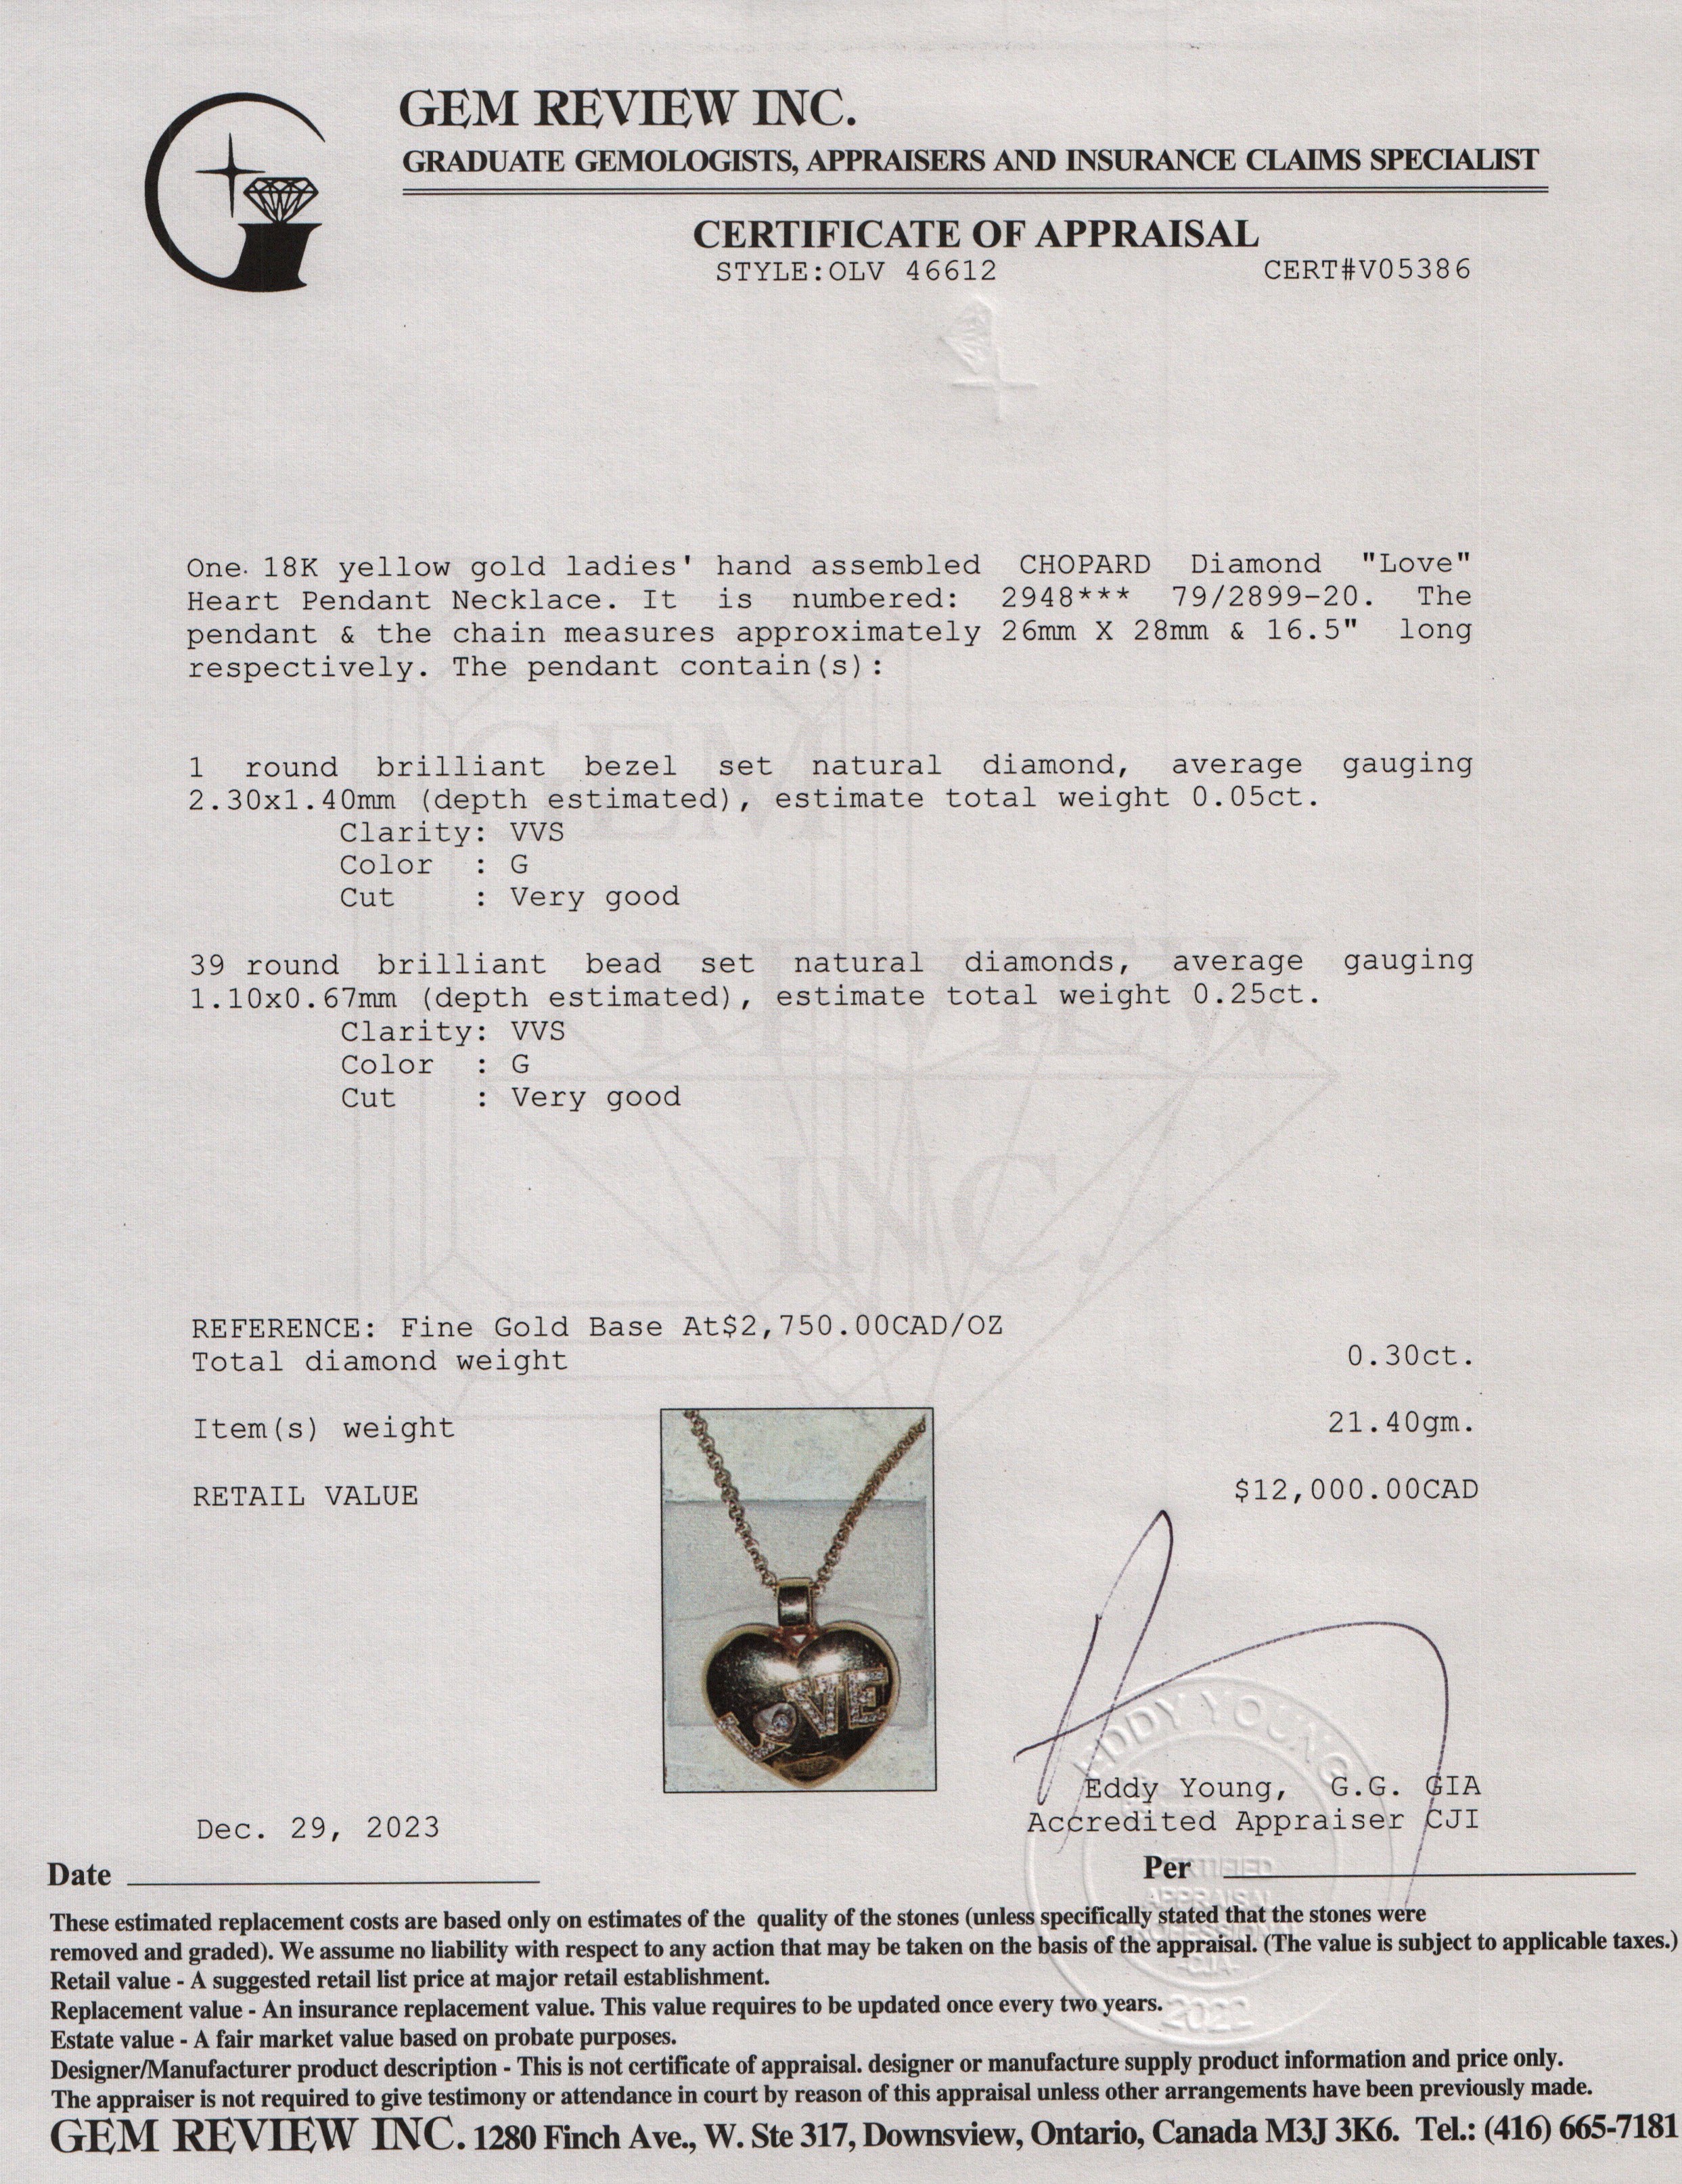 GEM REVIEW INC.
GRADUATE GEMOLOGISTS, APPRAISERS AND INSURANCE CLAIMS SPECIALIST
CERTIFICATE OF APPRAISAL
STYLE:OLV 46612 CERT#V05386
One 18K yellow gold ladies' hand assembled CHOPARD Diamond "Love"
Heart Pendant Necklace. It is numbered: 2948*** 79/2899-20. The
pendant & the chain measures approximately 26mm X 28mm & 16.5" long
respectively. The pendant contain(s):
GEM
1 round brilliant bezel set natural diamond, average gauging
2.30x1.40mm (depth estimated), estimate total weight 0.05ct.
Clarity: VVS
Color : G
Cut : Very good
REVIEW
39 round brilliant bead set natural diamonds, average gauging
1.10x0.67mm (depth estimated), estimate total weight 0.25ct.
Clarity: VVS
Color : G
Cut : Very good
INC.
REFERENCE: Fine Gold Base At$2,750.00CAD/OZ
Total diamond weight 0.30ct.
Item(s) weight 21.40gm.
RETAIL VALUE $12,000.00CAD
LOVE
EDDY YOUNG
Eddy Young, G.G. GIA
Accredited Appraiser CJI
Dec. 29, 2023
Date
Per
CERTIFIED
APPRAISAL
PROFESSIONAL
-CJA-
2022
These estimated replacement costs are based only on estimates of the quality of the stones (unless specifically stated that the stones were
removed and graded). We assume no liability with respect to any action that may be taken on the basis of the appraisal. (The value is subject to applicable taxes.)
Retail value - A suggested retail list price at major retail establishment.
Replacement value - An insurance replacement value. This value requires to be updated once every two years.
Estate value - A fair market value based on probate purposes.
Designer/Manufacturer product description - This is not certificate of appraisal. designer or manufacture supply product information and price only.
The appraiser is not required to give testimony or attendance in court by reason of this appraisal unless other arrangements have been previously made.
GEM REVIEW INC. 1280 Finch Ave., W. Ste 317, Downsview, Ontario, Canada M3J 3K6. Tel.: (416) 665-7181